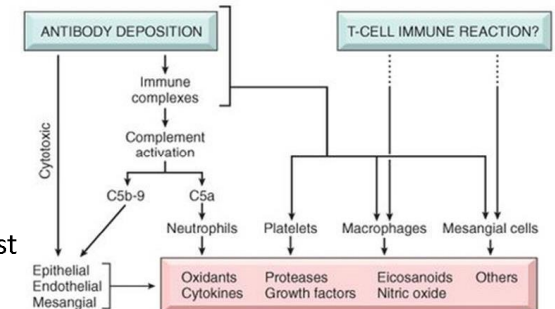 ANTIBODY DEPOSITION
T-CELL IMMUNE REACTION?
Immune
complexes
Cytotoxic
Complement
activation
C5b-9
C5a
Neutrophils
Platelets
Macrophages
Mesangial cells
st
Epithelial
Endothelial
Mesangial
Oxidants
Cytokines
Proteases
Growth factors
Eicosanoids
Nitric oxide
Others